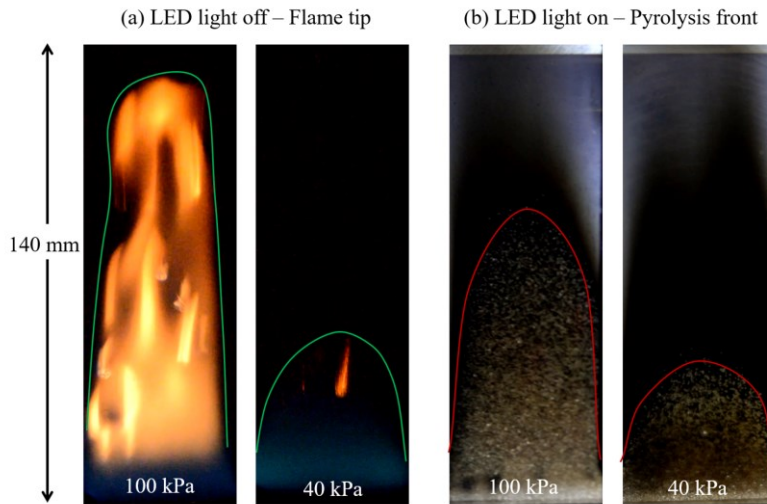 (a) LED light off – Flame tip
(b) LED light on – Pyrolysis front
140 mm
100 kPa
40 kPa
100 kPa
40 kPa